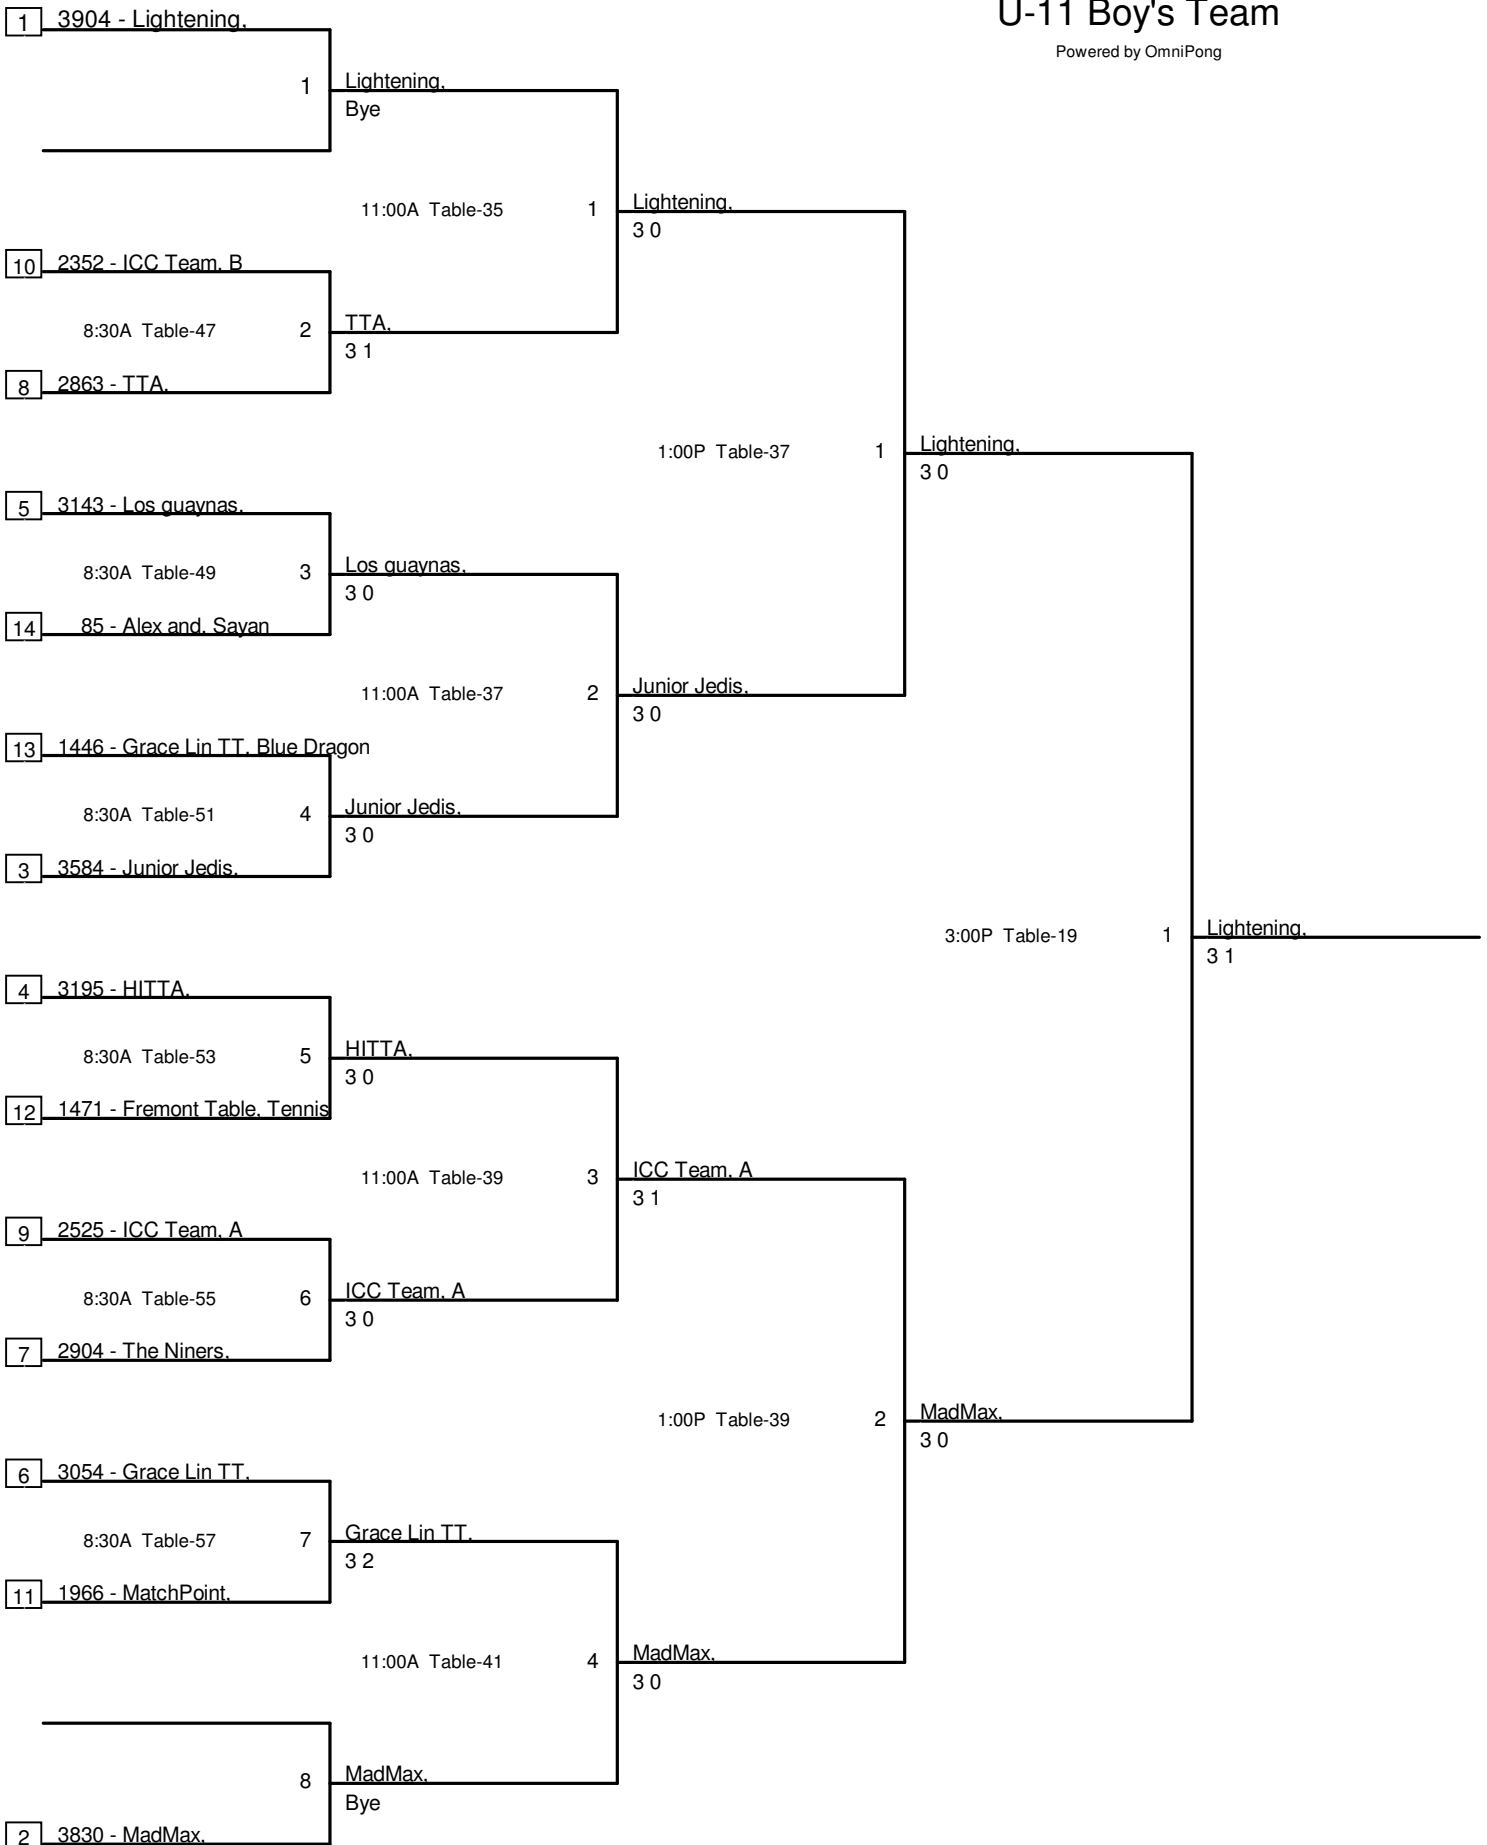 U-11 Boy's Team
Powered by OmniPong
1 3904 - Lightening,
1 Lightening,
Bye
11:00A Table-35 1 Lightening,
3 0
10 2352 - ICC Team, B
8:30A Table-47 2 TTA,
3 1
8 2863 - TTA,
1:00P Table-37 1 Lightening,
3 0
5 3143 - Los guaynas,
8:30A Table-49 3 Los guaynas,
3 0
14 85 - Alex and, Sayan
11:00A Table-37 2 Junior Jedis,
3 0
13 1446 - Grace Lin TT, Blue Dragon
8:30A Table-51 4 Junior Jedis,
3 0
3 3584 - Junior Jedis,
3:00P Table-19 1 Lightening,
3 1
4 3195 - HITTA,
8:30A Table-53 5 HITTA,
3 0
12 1471 - Fremont Table, Tennis
11:00A Table-39 3 ICC Team, A
3 1
9 2525 - ICC Team, A
8:30A Table-55 6 ICC Team, A
3 0
7 2904 - The Niners,
1:00P Table-39 2 MadMax,
3 0
6 3054 - Grace Lin TT,
8:30A Table-57 7 Grace Lin TT,
3 2
11 1966 - MatchPoint,
11:00A Table-41 4 MadMax,
3 0
8 MadMax,
Bye
2 3830 - MadMax,